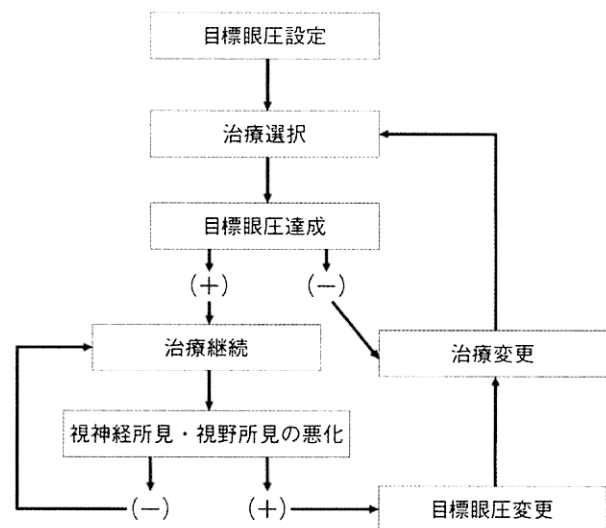 目標眼圧設定
治療選択
目標眼圧達成
(+)
(−)
治療継続
治療変更
視神経所見・視野所見の悪化
(−)
(+)
目標眼圧変更